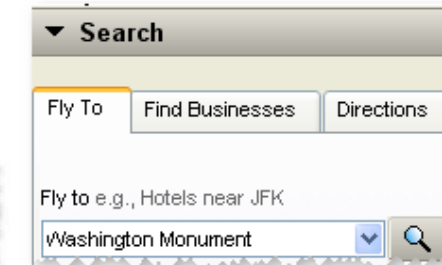 Search
Fly To Find Businesses Directions
Fly to e.g., Hotels near JFK
Washington Monument